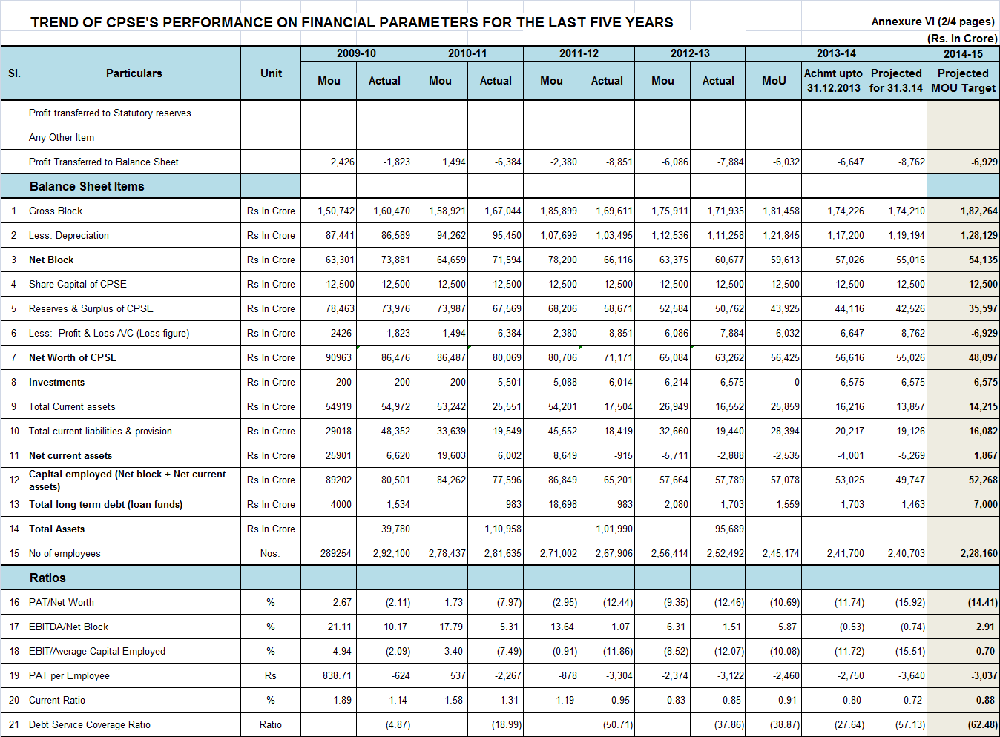 TREND OF CPSE'S PERFORMANCE ON FINANCIAL PARAMETERS FOR THE LAST FIVE YEARS Annexure VI (2/4 pages)
(Rs. In Crore)
2009-10 2010-11 2011-12 2012-13 2013-14 2014-15
Sl. Particulars Unit Mou Actual Mou Actual Mou Actual Mou Actual MoU Achmt upto 31.12.2013 Projected for 31.3.14 Projected MOU Target
Profit transferred to Statutory reserves
Any Other Item
Profit Transferred to Balance Sheet 2,426 -1,823 1,494 -6,384 -2,380 -8,851 -6,086 -7,884 -6,032 -6,647 -8,762 -6,929
Balance Sheet Items
1 Gross Block Rs In Crore 1,50,742 1,60,470 1,58,921 1,67,044 1,85,899 1,69,611 1,75,911 1,71,935 1,81,458 1,74,226 1,74,210 1,82,264
2 Less: Depreciation Rs In Crore 87,441 86,589 94,262 95,450 1,07,699 1,03,495 1,12,536 1,11,258 1,21,845 1,17,200 1,19,194 1,28,129
3 Net Block Rs In Crore 63,301 73,881 64,659 71,594 78,200 66,116 63,375 60,677 59,613 57,026 55,016 54,135
4 Share Capital of CPSE Rs In Crore 12,500 12,500 12,500 12,500 12,500 12,500 12,500 12,500 12,500 12,500 12,500 12,500
5 Reserves & Surplus of CPSE Rs In Crore 78,463 73,976 73,987 67,569 68,206 58,671 52,584 50,762 43,925 44,116 42,526 35,597
6 Less: Profit & Loss A/C (Loss figure) Rs In Crore 2426 -1,823 1,494 -6,384 -2,380 -8,851 -6,086 -7,884 -6,032 -6,647 -8,762 -6,929
7 Net Worth of CPSE Rs In Crore 90963 86,476 86,487 80,069 80,706 71,171 65,084 63,262 56,425 56,616 55,026 48,097
8 Investments Rs In Crore 200 200 200 5,501 5,088 6,014 6,214 6,575 0 6,575 6,575 6,575
9 Total Current assets Rs In Crore 54919 54,972 53,242 25,551 54,201 17,504 26,949 16,552 25,859 16,216 13,857 14,215
10 Total current liabilities & provision Rs In Crore 29018 48,352 33,639 19,549 45,552 18,419 32,660 19,440 28,394 20,217 19,126 16,082
11 Net current assets Rs In Crore 25901 6,620 19,603 6,002 8,649 -915 -5,711 -2,888 -2,535 -4,001 -5,269 -1,867
12 Capital employed (Net block + Net current assets) Rs In Crore 89202 80,501 84,262 77,596 86,849 65,201 57,664 57,789 57,078 53,025 49,747 52,268
13 Total long-term debt (loan funds) Rs In Crore 4000 1,534 983 18,698 983 2,080 1,703 1,559 1,703 1,463 7,000
14 Total Assets Rs In Crore 39,780 1,10,958 1,01,990 95,689
15 No of employees Nos. 289254 2,92,100 2,78,437 2,81,635 2,71,002 2,67,906 2,56,414 2,52,492 2,45,174 2,41,700 2,40,703 2,28,160
Ratios
16 PAT/Net Worth % 2.67 (2.11) 1.73 (7.97) (2.95) (12.44) (9.35) (12.46) (10.69) (11.74) (15.92) (14.41)
17 EBITDA/Net Block % 21.11 10.17 17.79 5.31 13.64 1.07 6.31 1.51 5.87 (0.53) (0.74) 2.91
18 EBIT/Average Capital Employed % 4.94 (2.09) 3.40 (7.49) (0.91) (11.86) (8.52) (12.07) (10.08) (11.72) (15.51) 0.70
19 PAT per Employee Rs 838.71 -624 537 -2,267 -878 -3,304 -2,374 -3,122 -2,460 -2,750 -3,640 -3,037
20 Current Ratio % 1.89 1.14 1.58 1.31 1.19 0.95 0.83 0.85 0.91 0.80 0.72 0.88
21 Debt Service Coverage Ratio Ratio (4.87) (18.99) (50.71) (37.86) (38.87) (27.64) (57.13) (62.48)